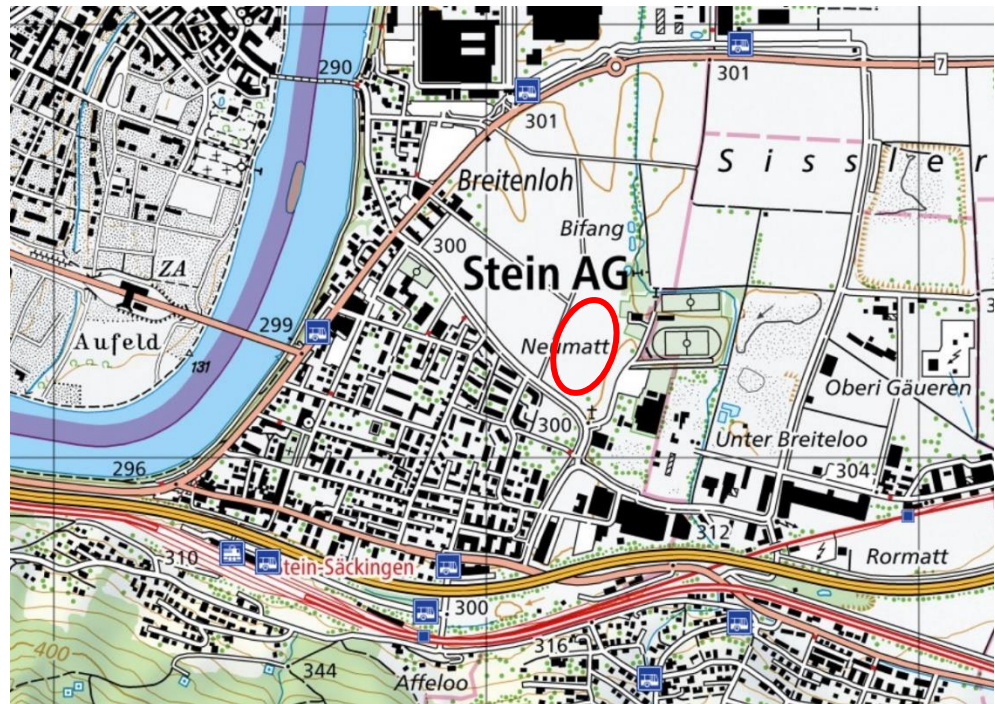 290
301
7
301
Breitenloh
Sissler
Bifang
300
Stein AG
ZA
3
299
Aufeld
131
Neumatt
Oberi Gäueren
300
Unter Breiteloo
296
304
312
310
tein-Säckingen
Rormatt
300
316
400
344
Affeloo